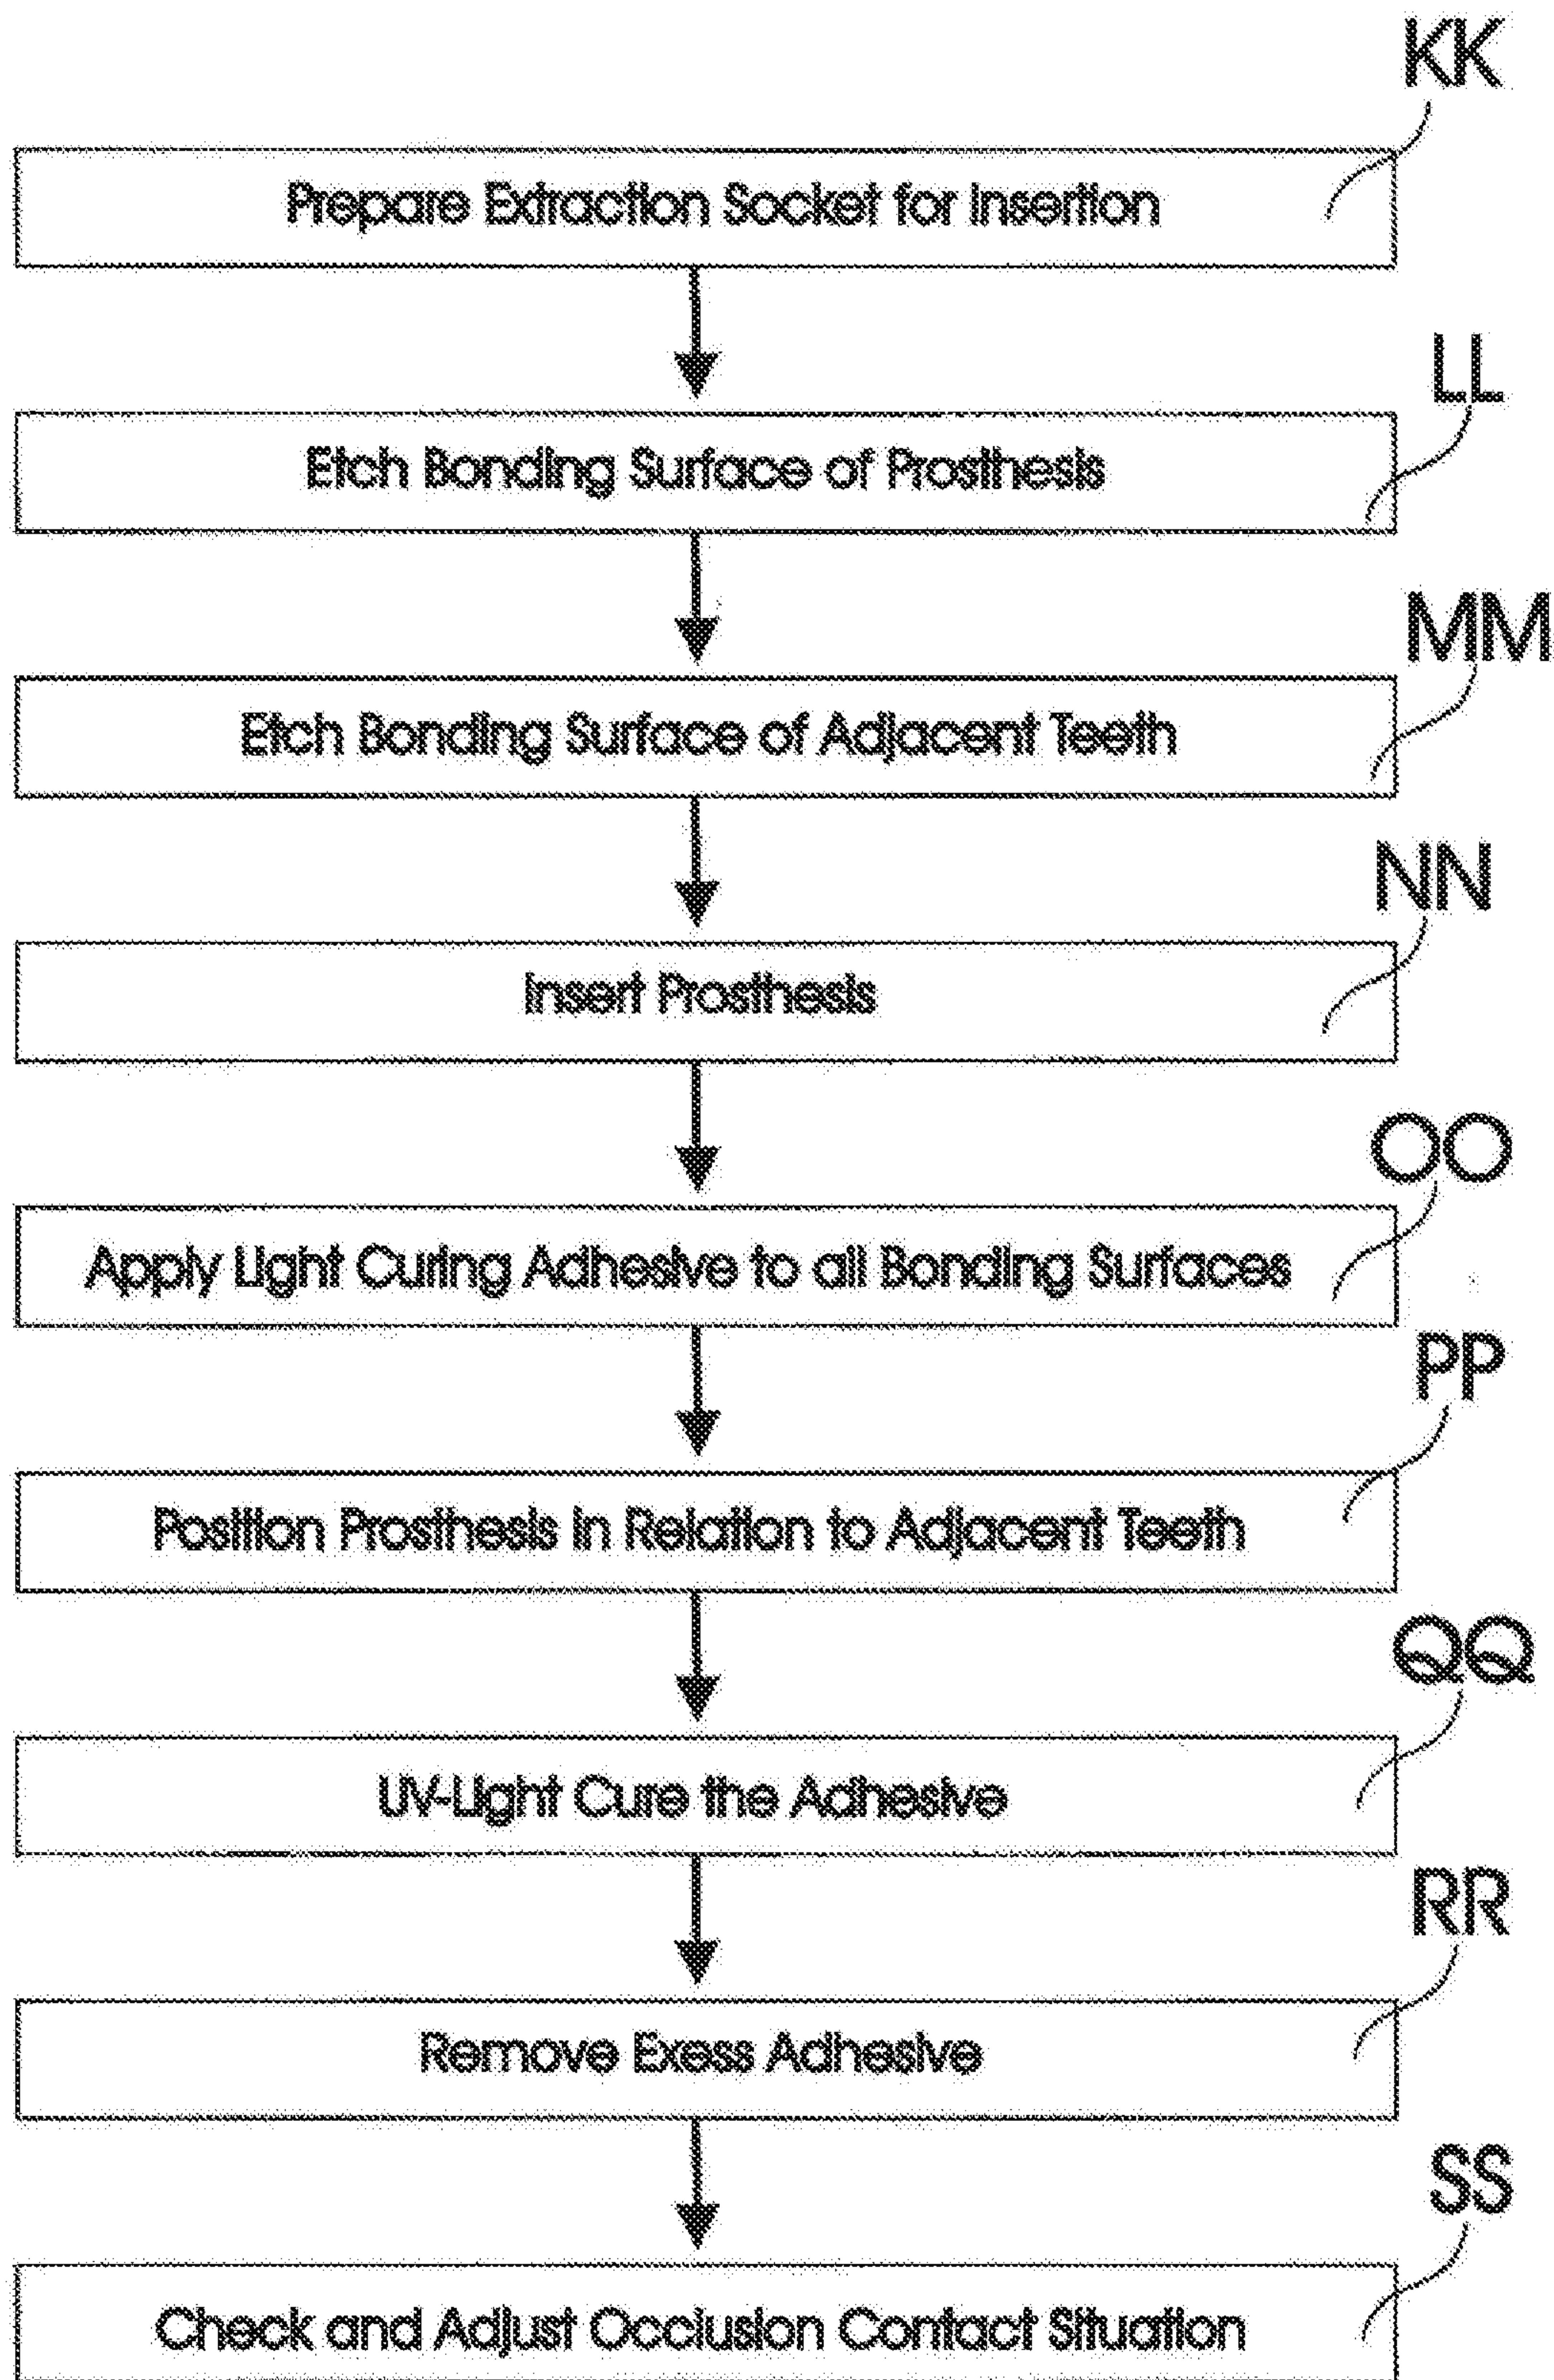 KK
Prepare Extraction Socket for Insertion
LL
Etch Bonding Surface of Prosthesis
MM
Etch Bonding Surface of Adjacent Teeth
NN
Insert Prosthesis
OO
Apply Light Curing Adhesive to all Bonding Surfaces
PP
Position Prosthesis in Relation to Adjacent Teeth
QQ
UV-Light Cure the Adhesive
RR
Remove Exess Adhesive
SS
Check and Adjust Occlusion Contact Situation